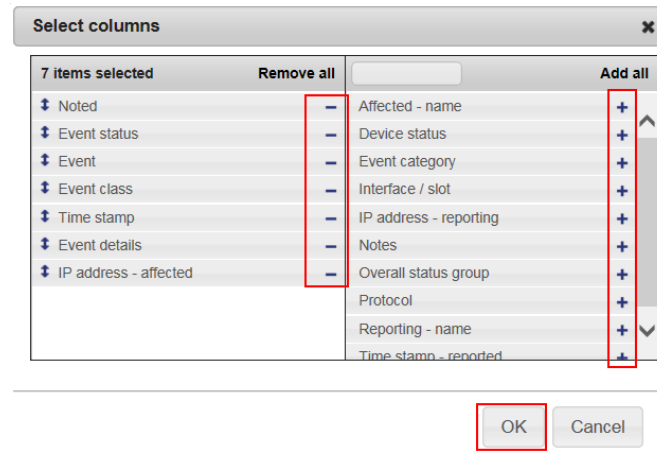 Select columns
7 items selected Remove all Add all
Noted Affected - name
Event status Device status
Event Event category
Event class Interface / slot
Time stamp IP address - reporting
Event details Notes
IP address - affected Overall status group
Protocol
Reporting - name
Time stamp - reported
OK Cancel